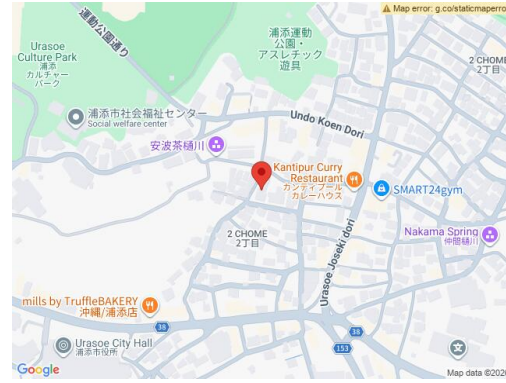 Map error: g.co/staticmaperro
運動公園通り
Urasoe
Culture Park
浦添
カルチャー
パーク
浦添運動
公園・
アスレチック
遊具
2 CHOME
2丁目
浦添市社会福祉センター
Social welfare center
Undo Koen Dori
安波茶樋川
Kantipur Curry
Restaurant
カンティプール
カレーハウス
SMART24gym
2 CHOME
2丁目
Nakama Spring
仲間樋川
Urasoe Joseki dori
mills by TruffleBAKERY
沖縄/浦添店
38
38
153
Urasoe City Hall
浦添市役所
文
Google
Map data ©2026